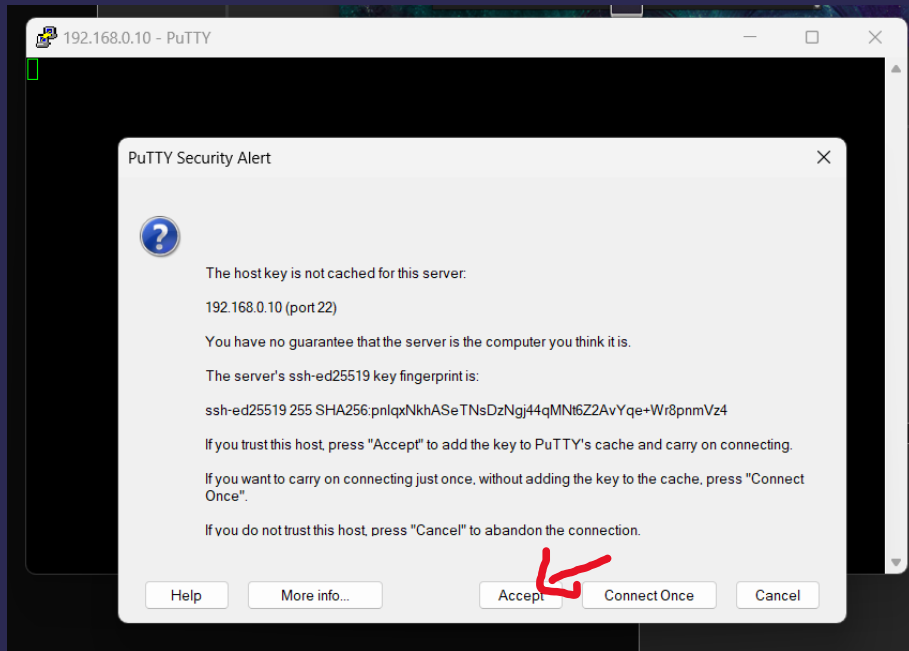 192.168.0.10 - PuTTY
PuTTY Security Alert
The host key is not cached for this server:
192.168.0.10 (port 22)
You have no guarantee that the server is the computer you think it is.
The server's ssh-ed25519 key fingerprint is:
ssh-ed25519 255 SHA256:pnlqxNkhASeTNsDzNgj44qMNt6Z2AvYqe+Wr8pnmVz4
If you trust this host, press "Accept" to add the key to PuTTY's cache and carry on connecting.
If you want to carry on connecting just once, without adding the key to the cache, press "Connect
Once".
If you do not trust this host, press "Cancel" to abandon the connection.
Help More info... Accept Connect Once Cancel